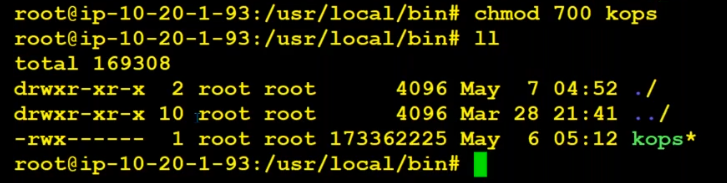 root@ip-10-20-1-93:/usr/local/bin# chmod 700 kops
root@ip-10-20-1-93:/usr/local/bin# ll
total 169308
drwxr-xr-x  2 root root      4096 May  7 04:52 ./
drwxr-xr-x 10 root root      4096 Mar 28 21:41 ../
-rwx------  1 root root 173362225 May  6 05:12 kops*
root@ip-10-20-1-93:/usr/local/bin#